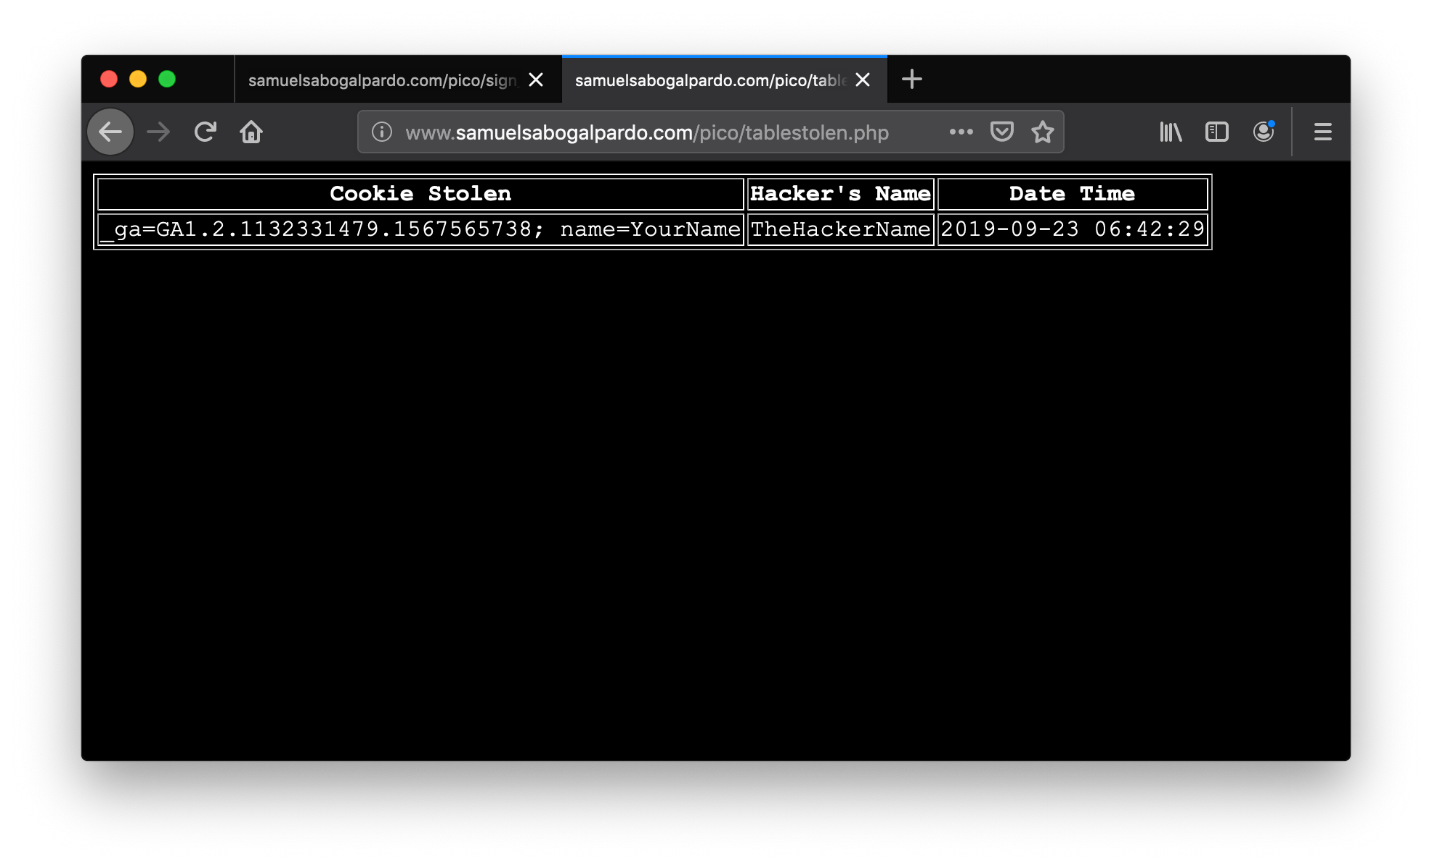 samuelsabogalpardo.com/pico/sign
samuelsabogalpardo.com/pico/table
www.samuelsabogalpardo.com/pico/tablestolen.php
Cookie Stolen Hacker's Name Date Time
_ga=GA1.2.1132331479.1567565738; name=YourName TheHackerName 2019-09-23 06:42:29